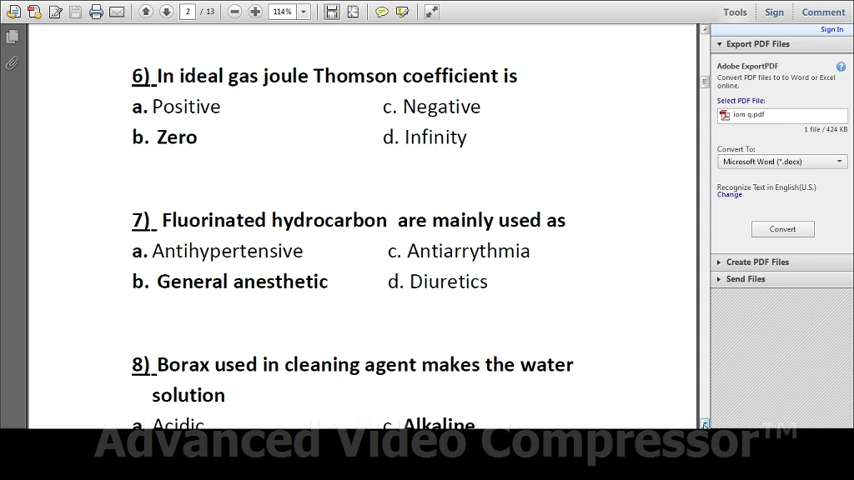 2 / 13
114%
Tools
Sign
Comment
Sign In
6) In ideal gas joule Thomson coefficient is
a. Positive c. Negative
b. Zero d. Infinity
7) Fluorinated hydrocarbon are mainly used as
a. Antihypertensive c. Antiarrythmia
b. General anesthetic d. Diuretics
8) Borax used in cleaning agent makes the water
solution
a. Acidic c. Alkaline
Export PDF Files
Adobe ExportPDF
Convert PDF files to to Word or Excel
online.
Select PDF File:
iom q.pdf
1 file / 424 KB
Convert To:
Microsoft Word (*.docx)
Recognize Text in English(U.S.)
Change
Convert
Create PDF Files
Send Files
Advanced Video Compressor™